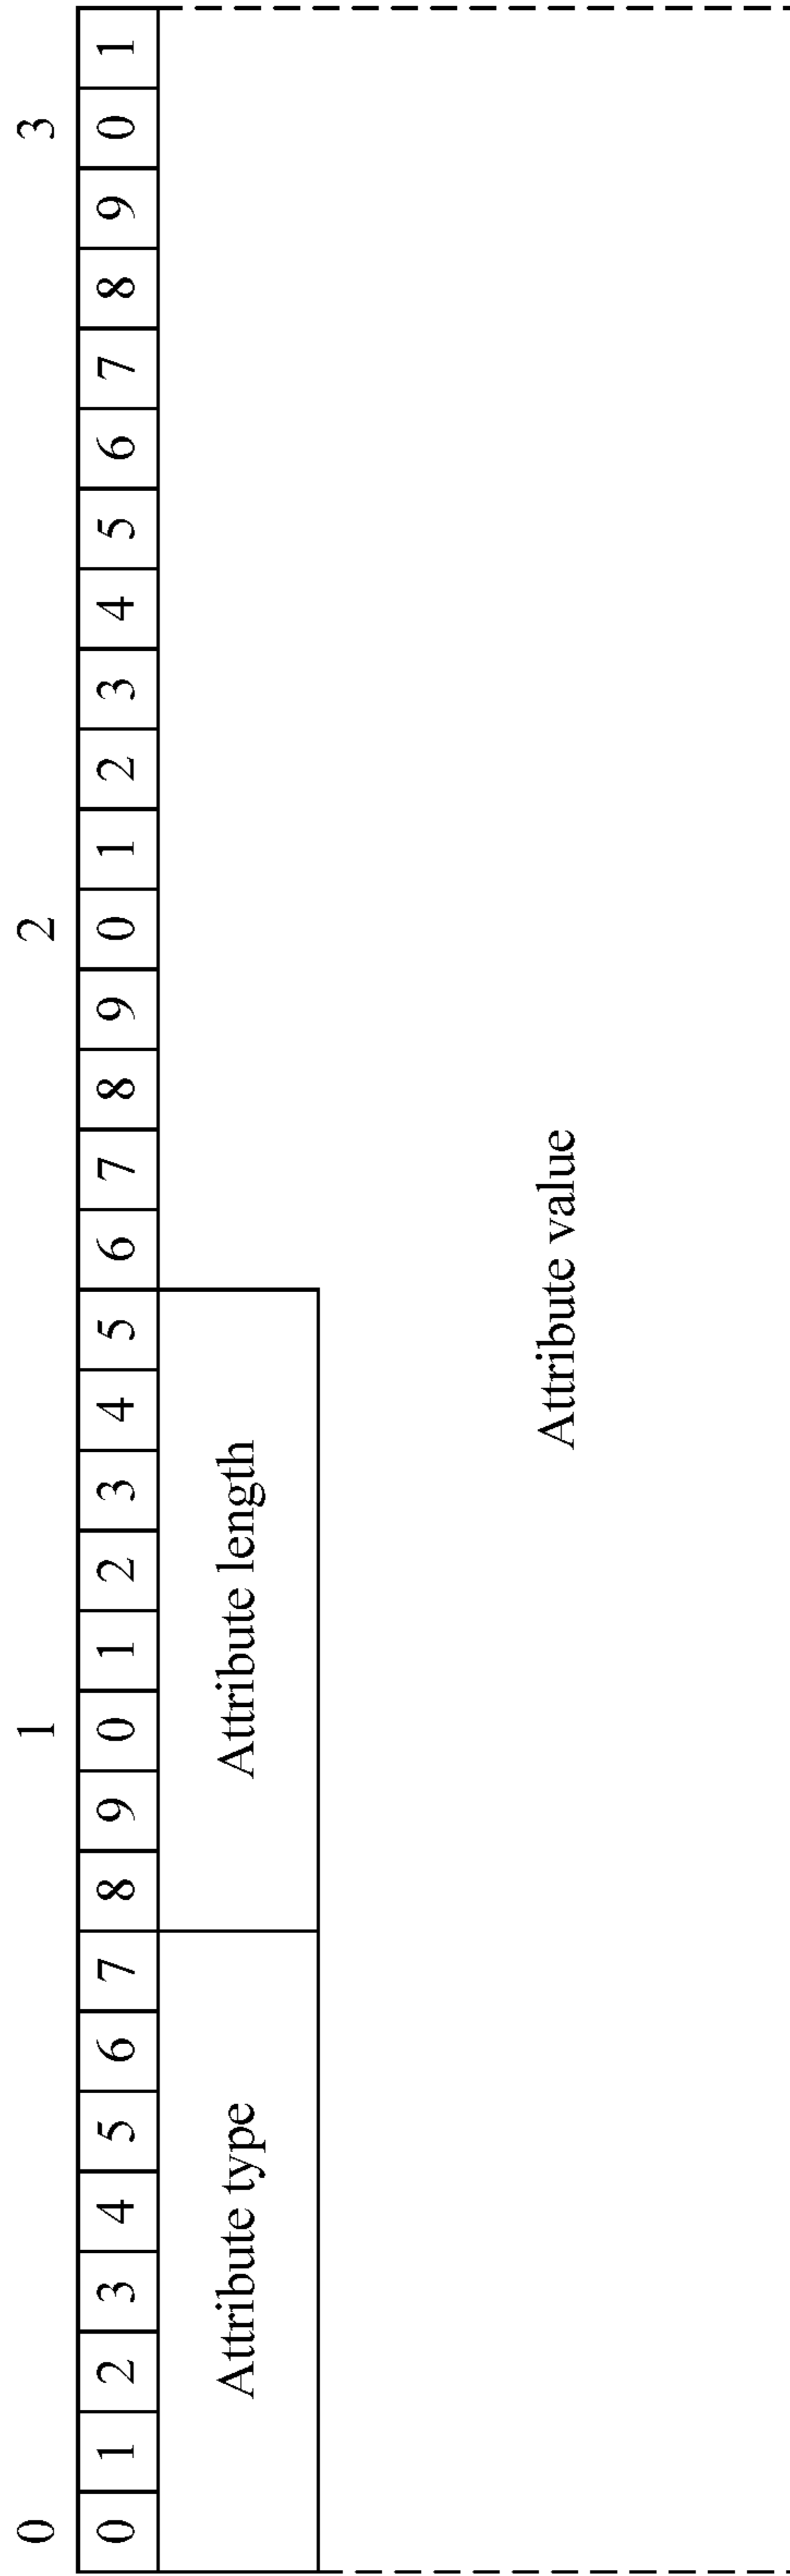 0 1 2 3
0 1 2 3 4 5 6 7 8 9 0 1 2 3 4 5 6 7 8 9 0 1 2 3 4 5 6 7 8 9 0 1
Attribute type Attribute length
Attribute value